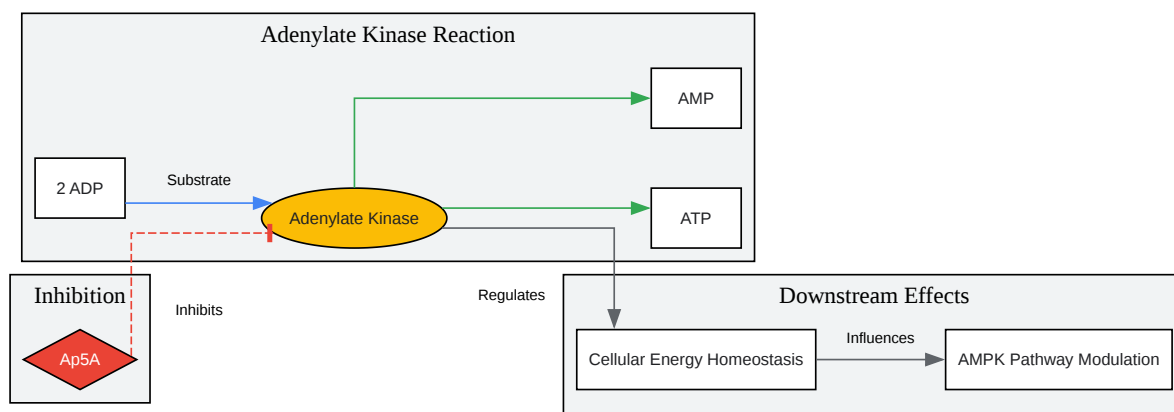 Adenylate Kinase Reaction
AMP
2 ADP
Substrate
Adenylate Kinase
ATP
Inhibition
Inhibits
Ap5A
Regulates
Downstream Effects
Cellular Energy Homeostasis
Influences
AMPK Pathway Modulation